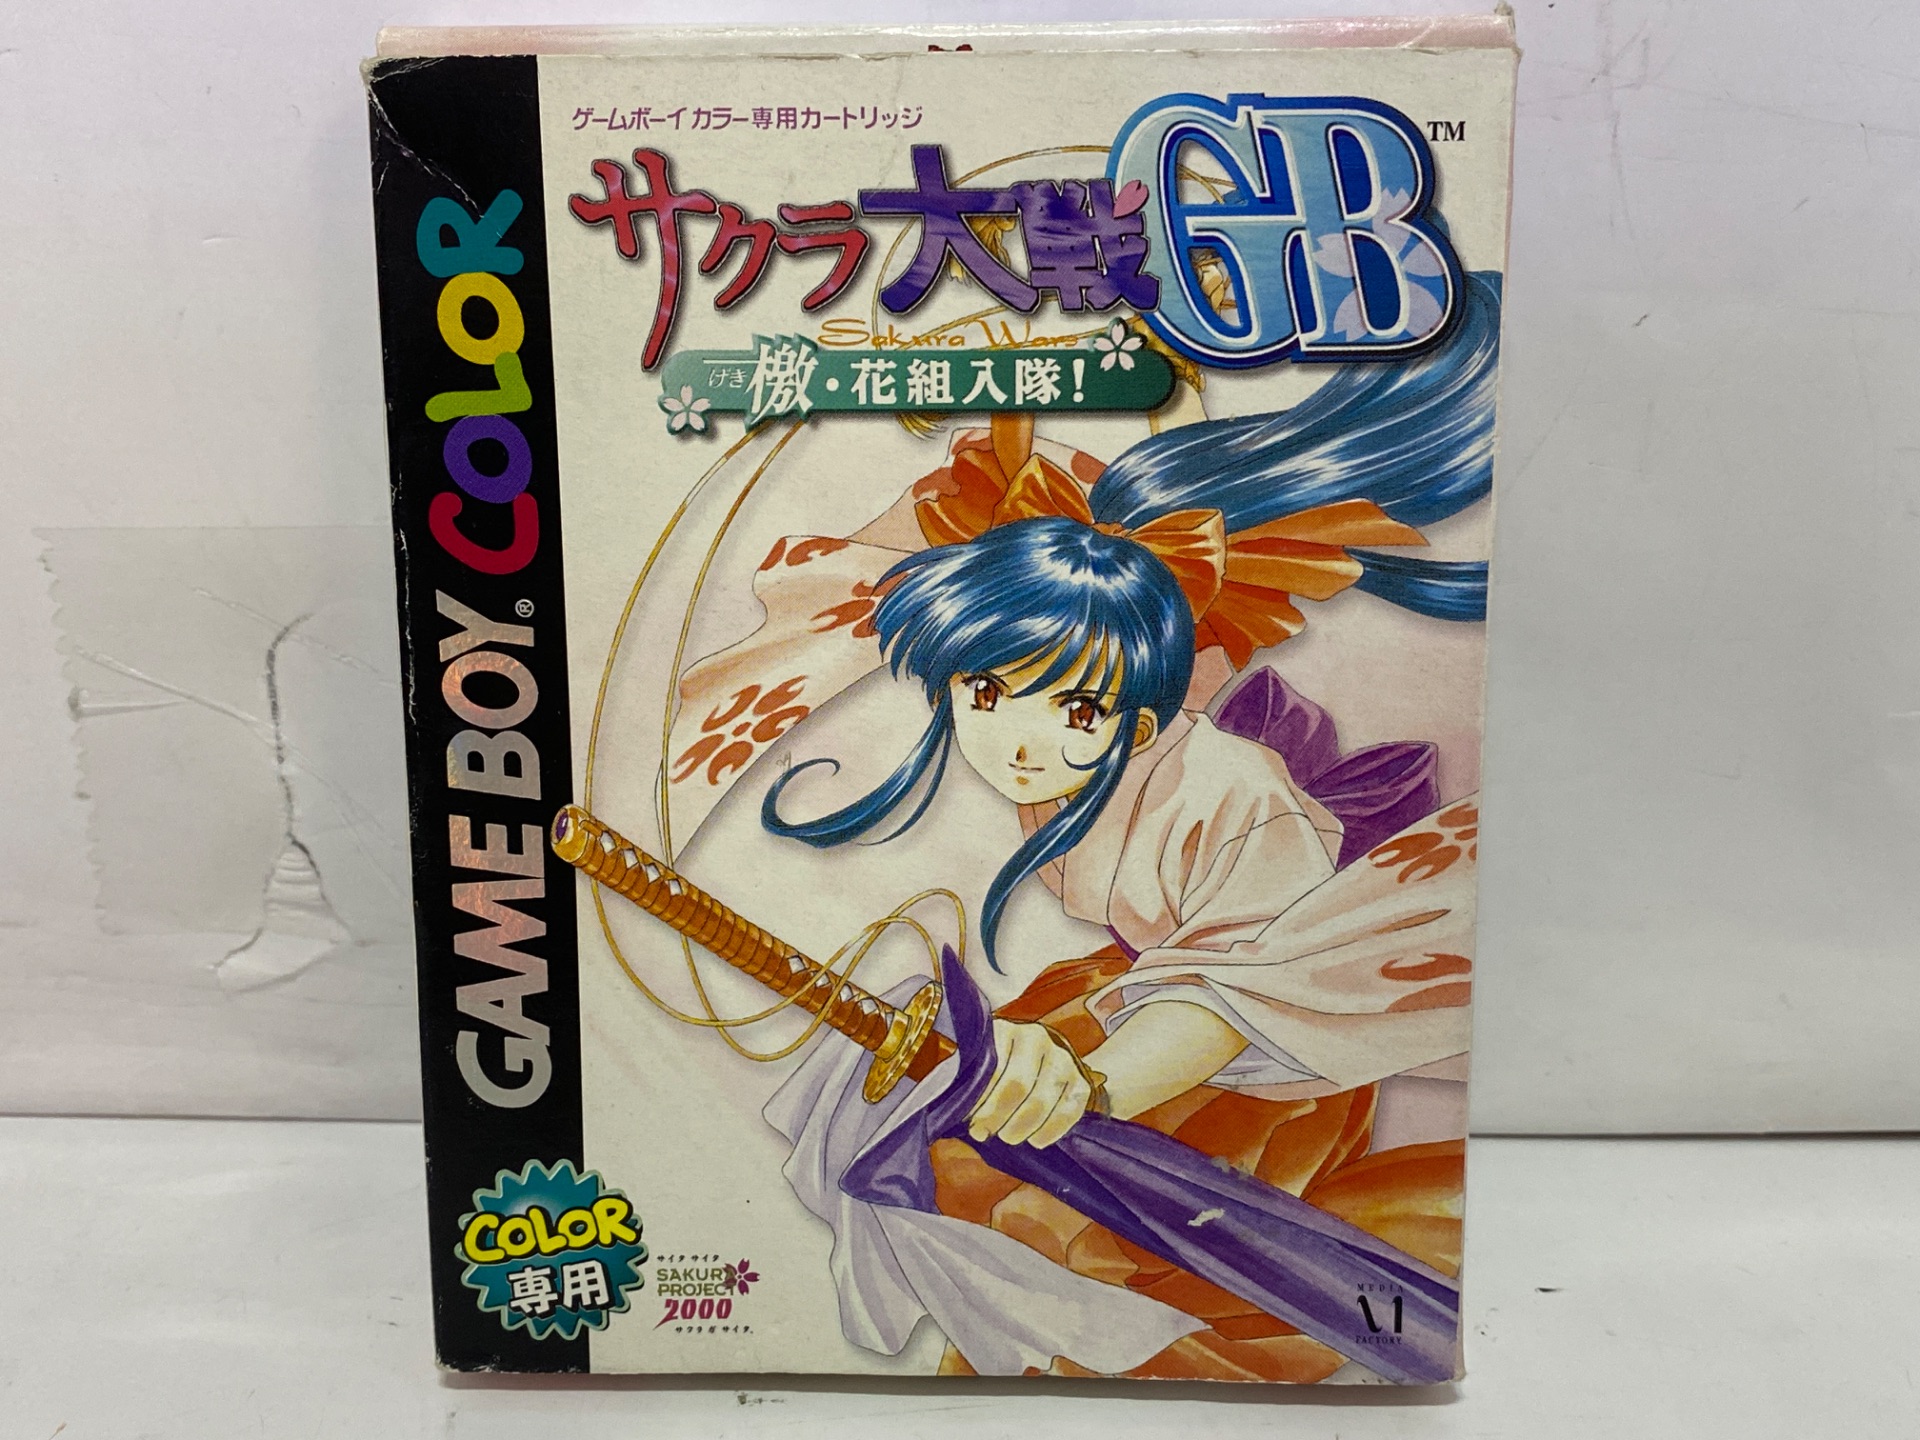 ゲームボーイカラー専用カートリッジ
サクラ大戦GB™
Sakura Wars
げき
檄・花組入隊!
GAME BOY® COLOR
COLOR
専用
サイタ サイタ
SAKURA
PROJECT
2000
サクラガ サイタ。
MEDIA
FACTORY